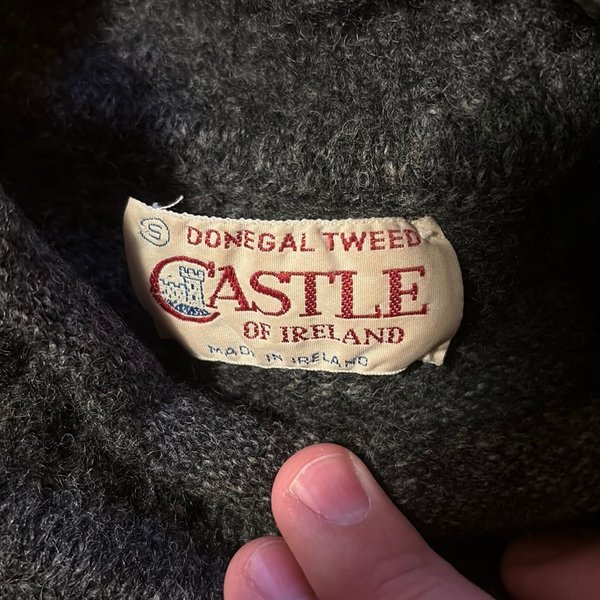 S DONEGAL TWEED
CASTLE
OF IRELAND
MADE IN IRELAND